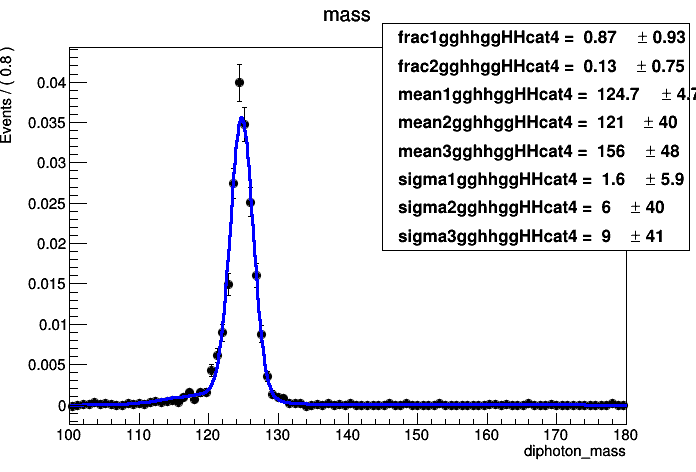 mass
frac1gghhggHHcat4 = 0.87 ± 0.93
frac2gghhggHHcat4 = 0.13 ± 0.75
mean1gghhggHHcat4 = 124.7 ± 4.7
mean2gghhggHHcat4 = 121 ± 40
mean3gghhggHHcat4 = 156 ± 48
sigma1gghhggHHcat4 = 1.6 ± 5.9
sigma2gghhggHHcat4 = 6 ± 40
sigma3gghhggHHcat4 = 9 ± 41
Events / ( 0.8 )
0.04
0.035
0.03
0.025
0.02
0.015
0.01
0.005
0
100 110 120 130 140 150 160 170 180
diphoton_mass